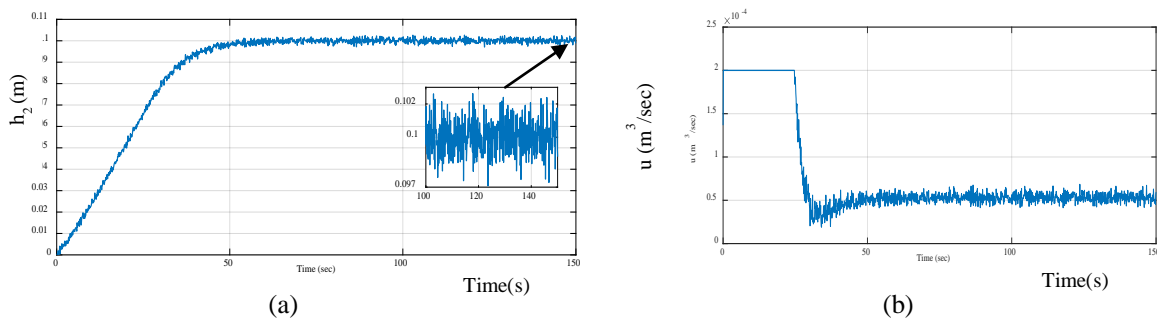 0.11
.1
9
8
7
6
5
.4
0.03
0.02
0.01
0
h2 (m)
0.102
0.1
0.097
100 120 140
0 50 100 150
Time (sec)
Time(s)
(a)
×10-4
2.5
2
1.5
1
0.5
0
u (m3/sec)
u (m 3/sec)
0 50 100 150
Time (sec)
Time(s)
(b)